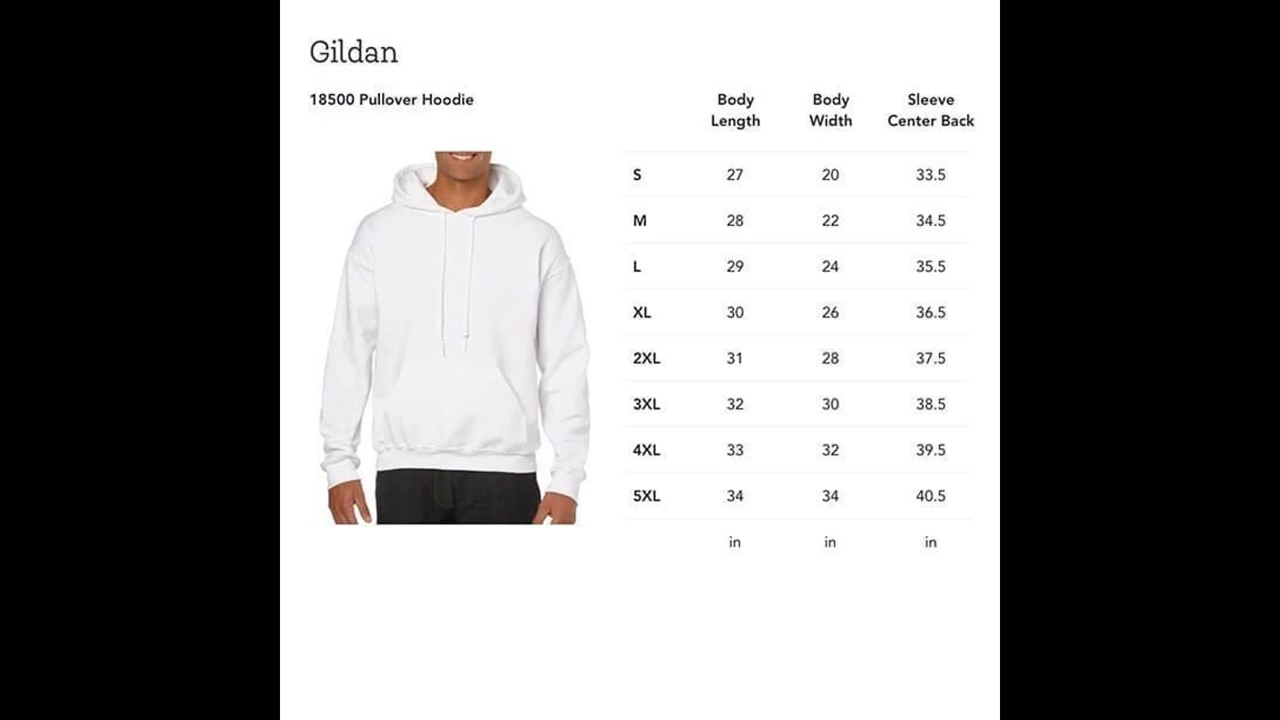 Gildan
18500 Pullover Hoodie
Body Length Body Width Sleeve Center Back
S 27 20 33.5
M 28 22 34.5
L 29 24 35.5
XL 30 26 36.5
2XL 31 28 37.5
3XL 32 30 38.5
4XL 33 32 39.5
5XL 34 34 40.5
in in in